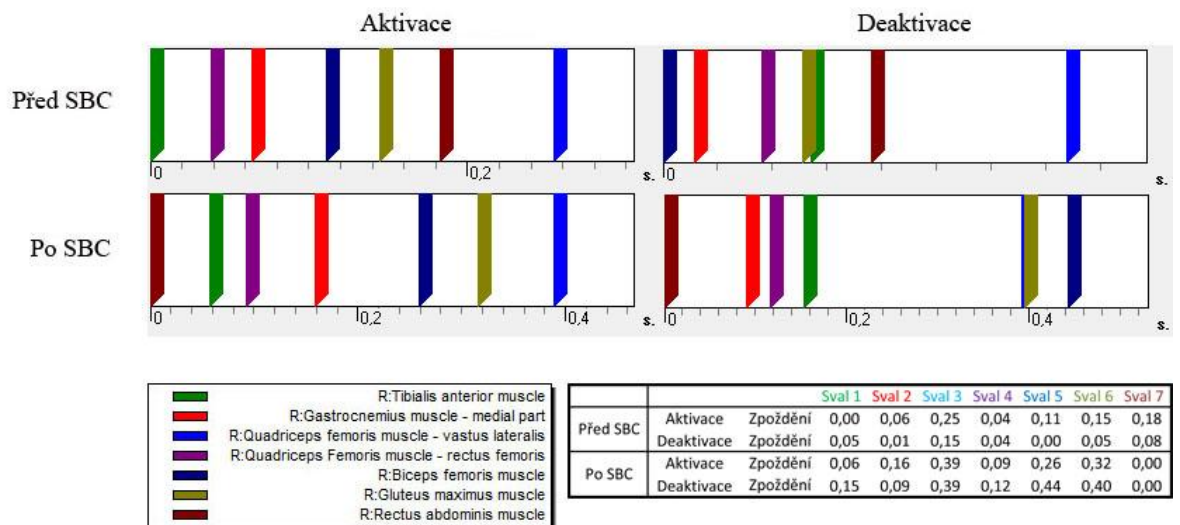 Aktivace Deaktivace
Před SBC
0 0,2 s. 0 s.
Po SBC
0 0,2 0,4 s. 0 0,2 0,4 s.
R:Tibialis anterior muscle
R:Gastrocnemius muscle - medial part
R:Quadriceps femoris muscle - vastus lateralis
R:Quadriceps Femoris muscle - rectus femoris
R:Biceps femoris muscle
R:Gluteus maximus muscle
R:Rectus abdominis muscle
Sval 1 Sval 2 Sval 3 Sval 4 Sval 5 Sval 6 Sval 7
Před SBC Aktivace Zpoždění 0,00 0,06 0,25 0,04 0,11 0,15 0,18
Deaktivace Zpoždění 0,05 0,01 0,15 0,04 0,00 0,05 0,08
Po SBC Aktivace Zpoždění 0,06 0,16 0,39 0,09 0,26 0,32 0,00
Deaktivace Zpoždění 0,15 0,09 0,39 0,12 0,44 0,40 0,00